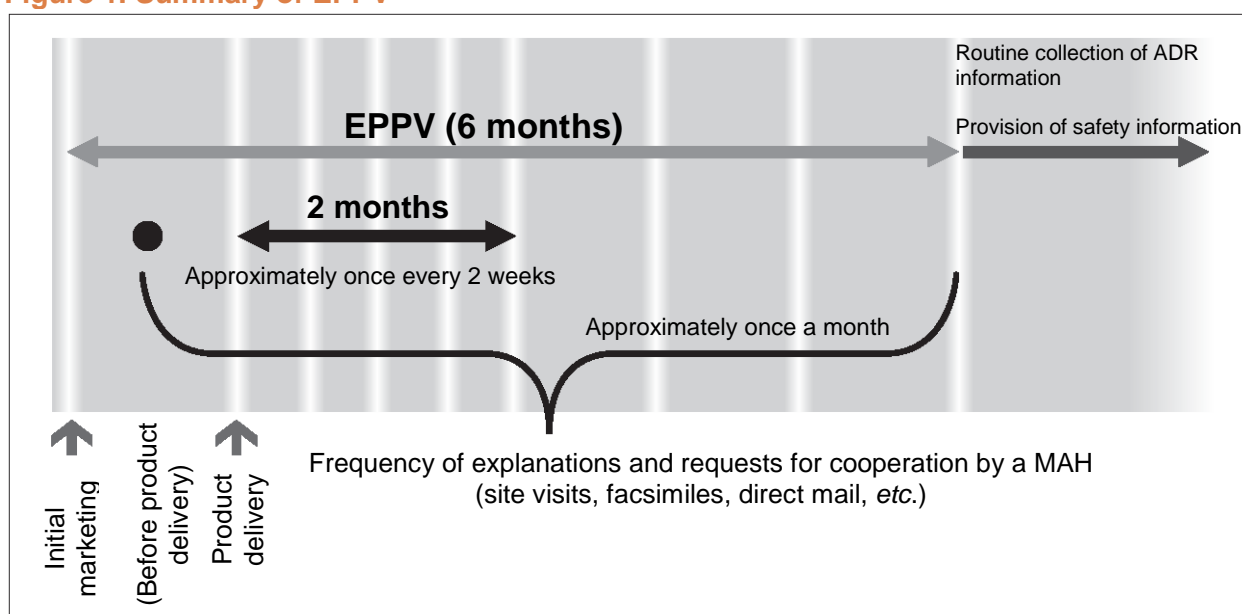 Figure 1. Summary of EPPV
Routine collection of ADR
information
EPPV (6 months)
Provision of safety information
2 months
Approximately once every 2 weeks
Approximately once a month
Initial
marketing
(Before product
delivery)
Product
delivery
Frequency of explanations and requests for cooperation by a MAH
(site visits, facsimiles, direct mail, etc.)